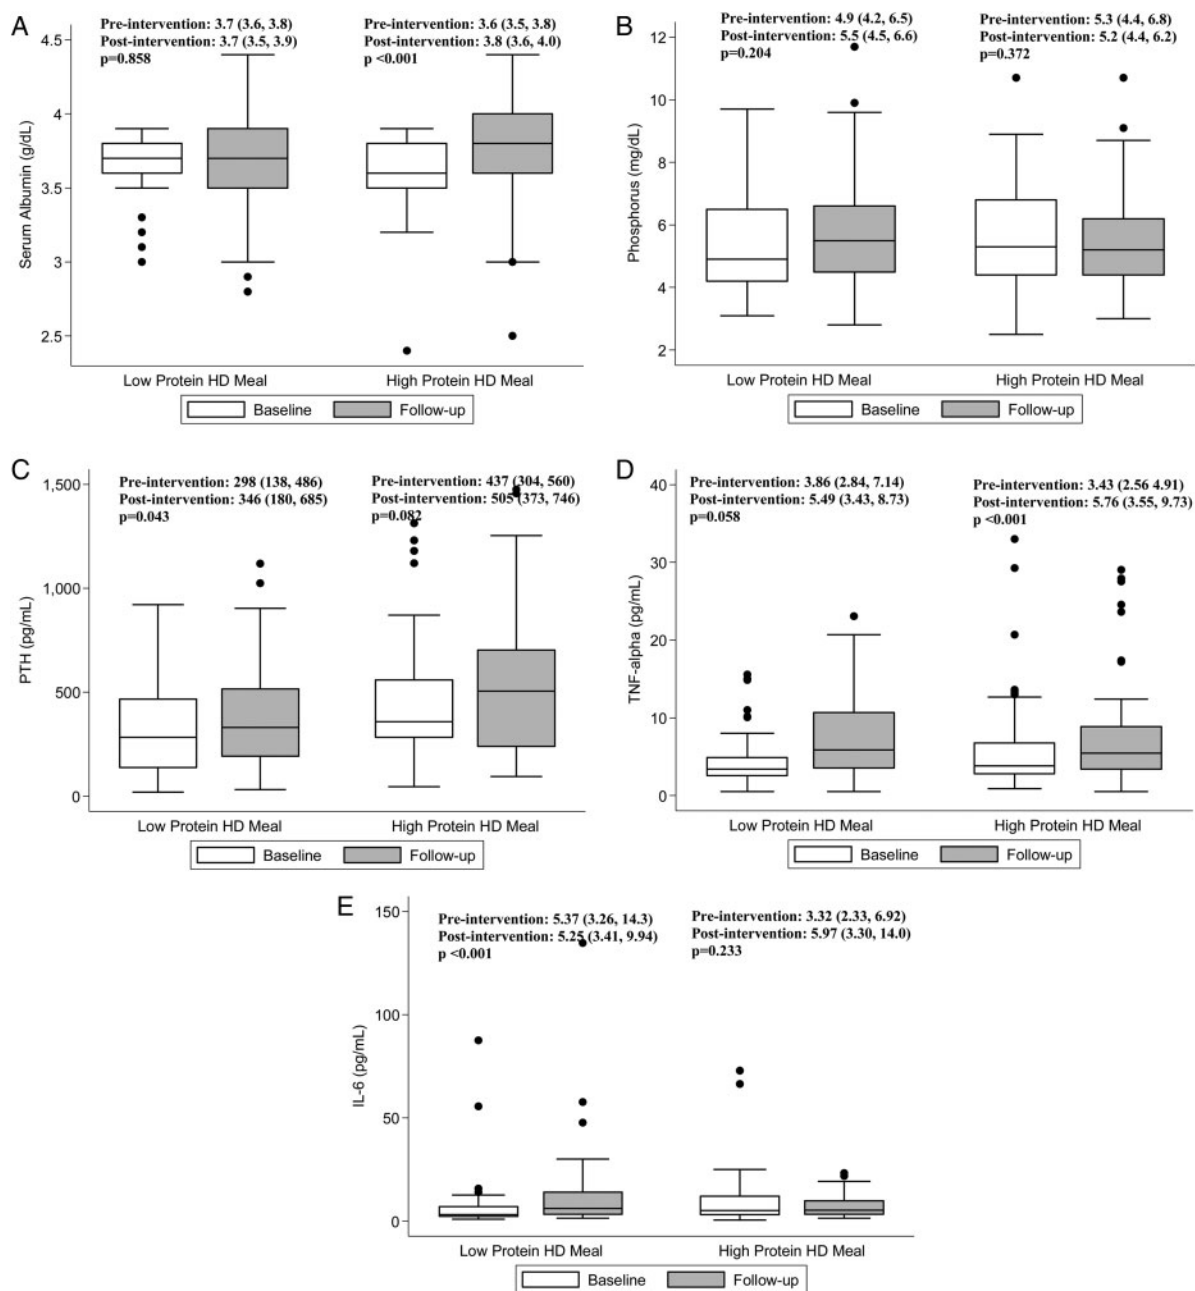 A
Pre-intervention: 3.7 (3.6, 3.8)
Post-intervention: 3.7 (3.5, 3.9)
p=0.858
Pre-intervention: 3.6 (3.5, 3.8)
Post-intervention: 3.8 (3.6, 4.0)
p <0.001
4.5
4
3.5
3
2.5
Serum Albumin (g/dL)
Low Protein HD Meal
High Protein HD Meal
Baseline
Follow-up
B
Pre-intervention: 4.9 (4.2, 6.5)
Post-intervention: 5.5 (4.5, 6.6)
p=0.204
Pre-intervention: 5.3 (4.4, 6.8)
Post-intervention: 5.2 (4.4, 6.2)
p=0.372
12
10
8
6
4
2
Phosphorus (mg/dL)
Low Protein HD Meal
High Protein HD Meal
Baseline
Follow-up
C
Pre-intervention: 298 (138, 486)
Post-intervention: 346 (180, 685)
p=0.043
Pre-intervention: 437 (304, 560)
Post-intervention: 505 (373, 746)
p=0.082
1,500
1,000
500
0
PTH (pg/mL)
Low Protein HD Meal
High Protein HD Meal
Baseline
Follow-up
D
Pre-intervention: 3.86 (2.84, 7.14)
Post-intervention: 5.49 (3.43, 8.73)
p=0.058
Pre-intervention: 3.43 (2.56 4.91)
Post-intervention: 5.76 (3.55, 9.73)
p <0.001
40
30
20
10
0
TNF-alpha (pg/mL)
Low Protein HD Meal
High Protein HD Meal
Baseline
Follow-up
E
Pre-intervention: 5.37 (3.26, 14.3)
Post-intervention: 5.25 (3.41, 9.94)
p <0.001
Pre-intervention: 3.32 (2.33, 6.92)
Post-intervention: 5.97 (3.30, 14.0)
p=0.233
150
100
50
0
IL-6 (pg/mL)
Low Protein HD Meal
High Protein HD Meal
Baseline
Follow-up